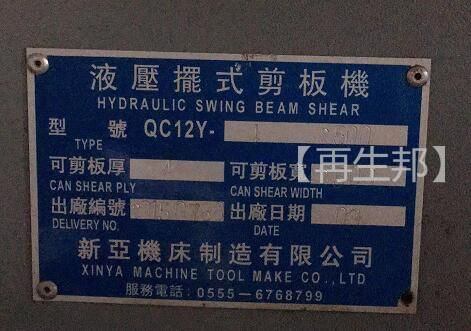 液壓擺式剪板機
HYDRAULIC SWING BEAM SHEAR
型 號 QC12Y-
TYPE
可剪板厚 可剪板寬
CAN SHEAR PLY CAN SHEAR WIDTH
【再生邦】
出廠編號 出廠日期
DELIVERY NO. DATE
新亞機床制造有限公司
XINYA MACHINE TOOL MAKE CO.,LTD
服務電話：0555-6768799